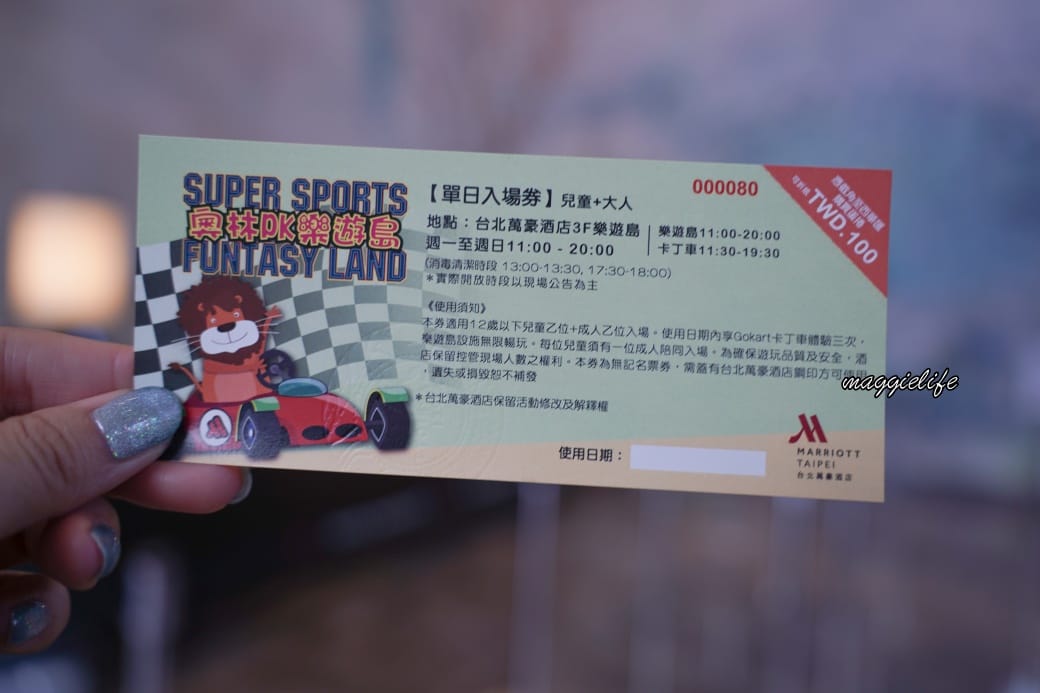 SUPER SPORTS
奧林DK樂遊島
FUNTASY LAND
【單日入場券】兒童+大人
000080
地點：台北萬豪酒店3F樂遊島
週一至週日11:00 - 20:00
樂遊島11:00-20:00
卡丁車11:30-19:30
(消毒清潔時段 13:00-13:30, 17:30-18:00)
*實際開放時段以現場公告為主
憑截角至四樓
可折抵
TWD.100
《使用須知》
本券適用12歲以下兒童乙位+成人乙位入場。使用日期內享Gokart卡丁車體驗三次，
樂遊島設施無限暢玩。每位兒童須有一位成人陪同入場。為確保遊玩品質及安全，酒
店保留控管現場人數之權利。本券為無記名票券，需蓋有台北萬豪酒店鋼印方可使用
，遺失或損毀恕不補發
*台北萬豪酒店保留活動修改及解釋權
使用日期：
MARRIOTT
TAIPEI
台北萬豪酒店
maggielife